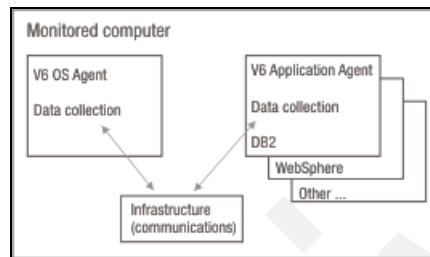 Monitored computer
V6 OS Agent
Data collection
V6 Application Agent
Data collection
DB2
WebSphere
Other ...
Infrastructure
(communications)